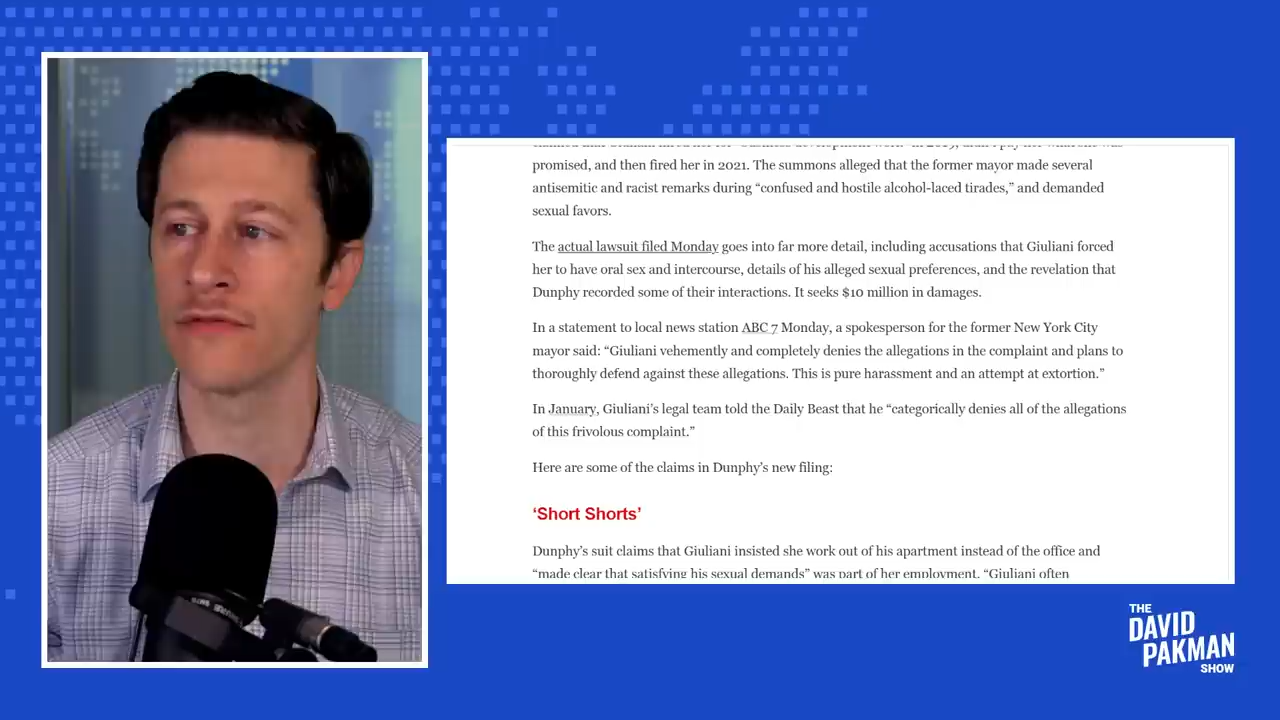 promised, and then fired her in 2021. The summons alleged that the former mayor made several
antisemitic and racist remarks during “confused and hostile alcohol-laced tirades,” and demanded
sexual favors.
The actual lawsuit filed Monday goes into far more detail, including accusations that Giuliani forced
her to have oral sex and intercourse, details of his alleged sexual preferences, and the revelation that
Dunphy recorded some of their interactions. It seeks $10 million in damages.
In a statement to local news station ABC 7 Monday, a spokesperson for the former New York City
mayor said: “Giuliani vehemently and completely denies the allegations in the complaint and plans to
thoroughly defend against these allegations. This is pure harassment and an attempt at extortion.”
In January, Giuliani’s legal team told the Daily Beast that he “categorically denies all of the allegations
of this frivolous complaint.”
Here are some of the claims in Dunphy’s new filing:
‘Short Shorts’
Dunphy’s suit claims that Giuliani insisted she work out of his apartment instead of the office and
“made clear that satisfying his sexual demands” was part of her employment. “Giuliani often
THE
DAVID
PAKMAN
SHOW